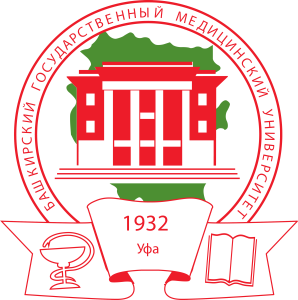 БАШКИРСКИЙ ГОСУДАРСТВЕННЫЙ МЕДИЦИНСКИЙ УНИВЕРСИТЕТ
1932
Уфа